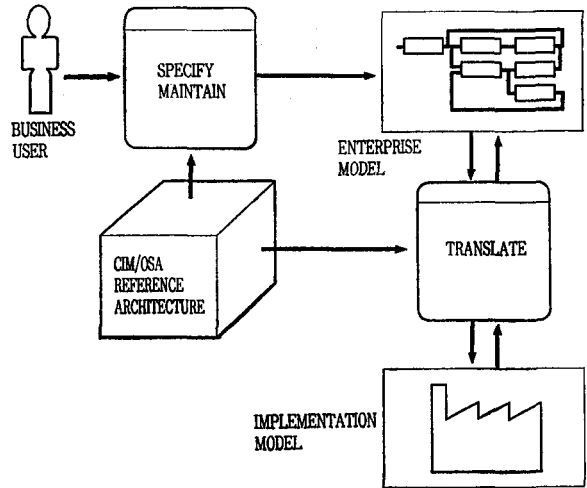 SPECIFY
MAINTAIN
BUSINESS
USER
ENTERPRISE
MODEL
CIM/OSA
REFERENCE
ARCHITECTURE
TRANSLATE
IMPLEMENTATION
MODEL